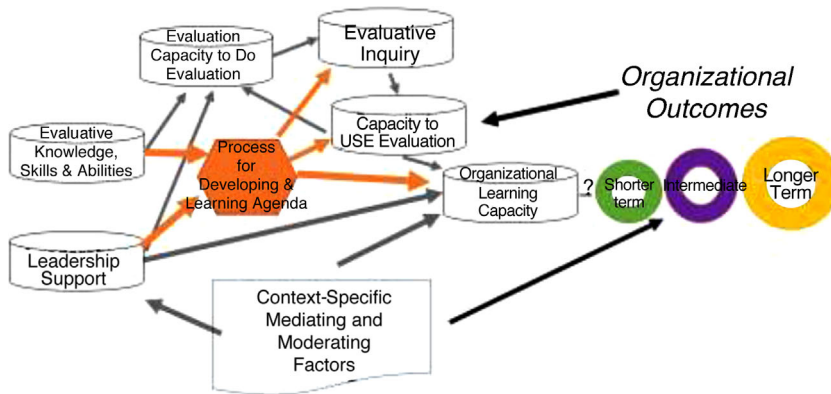 Evaluation
Capacity to Do
Evaluation
Evaluative
Inquiry
Organizational
Outcomes
Capacity to
USE Evaluation
Evaluative
Knowledge,
Skills & Abilities
Process
for
Developing &
Learning Agenda
Organizational
Learning
Capacity
?
Shorter
term
Intermediate
Longer
Term
Leadership
Support
Context-Specific
Mediating and
Moderating
Factors